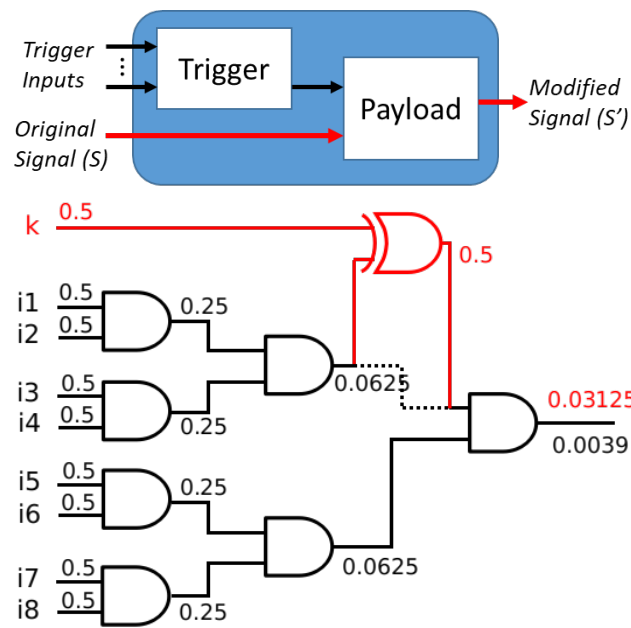 Trigger
Inputs
⋮
Trigger
Payload
Original
Signal (S)
Modified
Signal (S’)
k
0.5
0.5
i1
0.5
0.25
i2
0.5
i3
0.5
0.0625
i4
0.5
0.25
0.03125
0.0039
i5
0.5
0.25
i6
0.5
0.0625
i7
0.5
i8
0.5
0.25